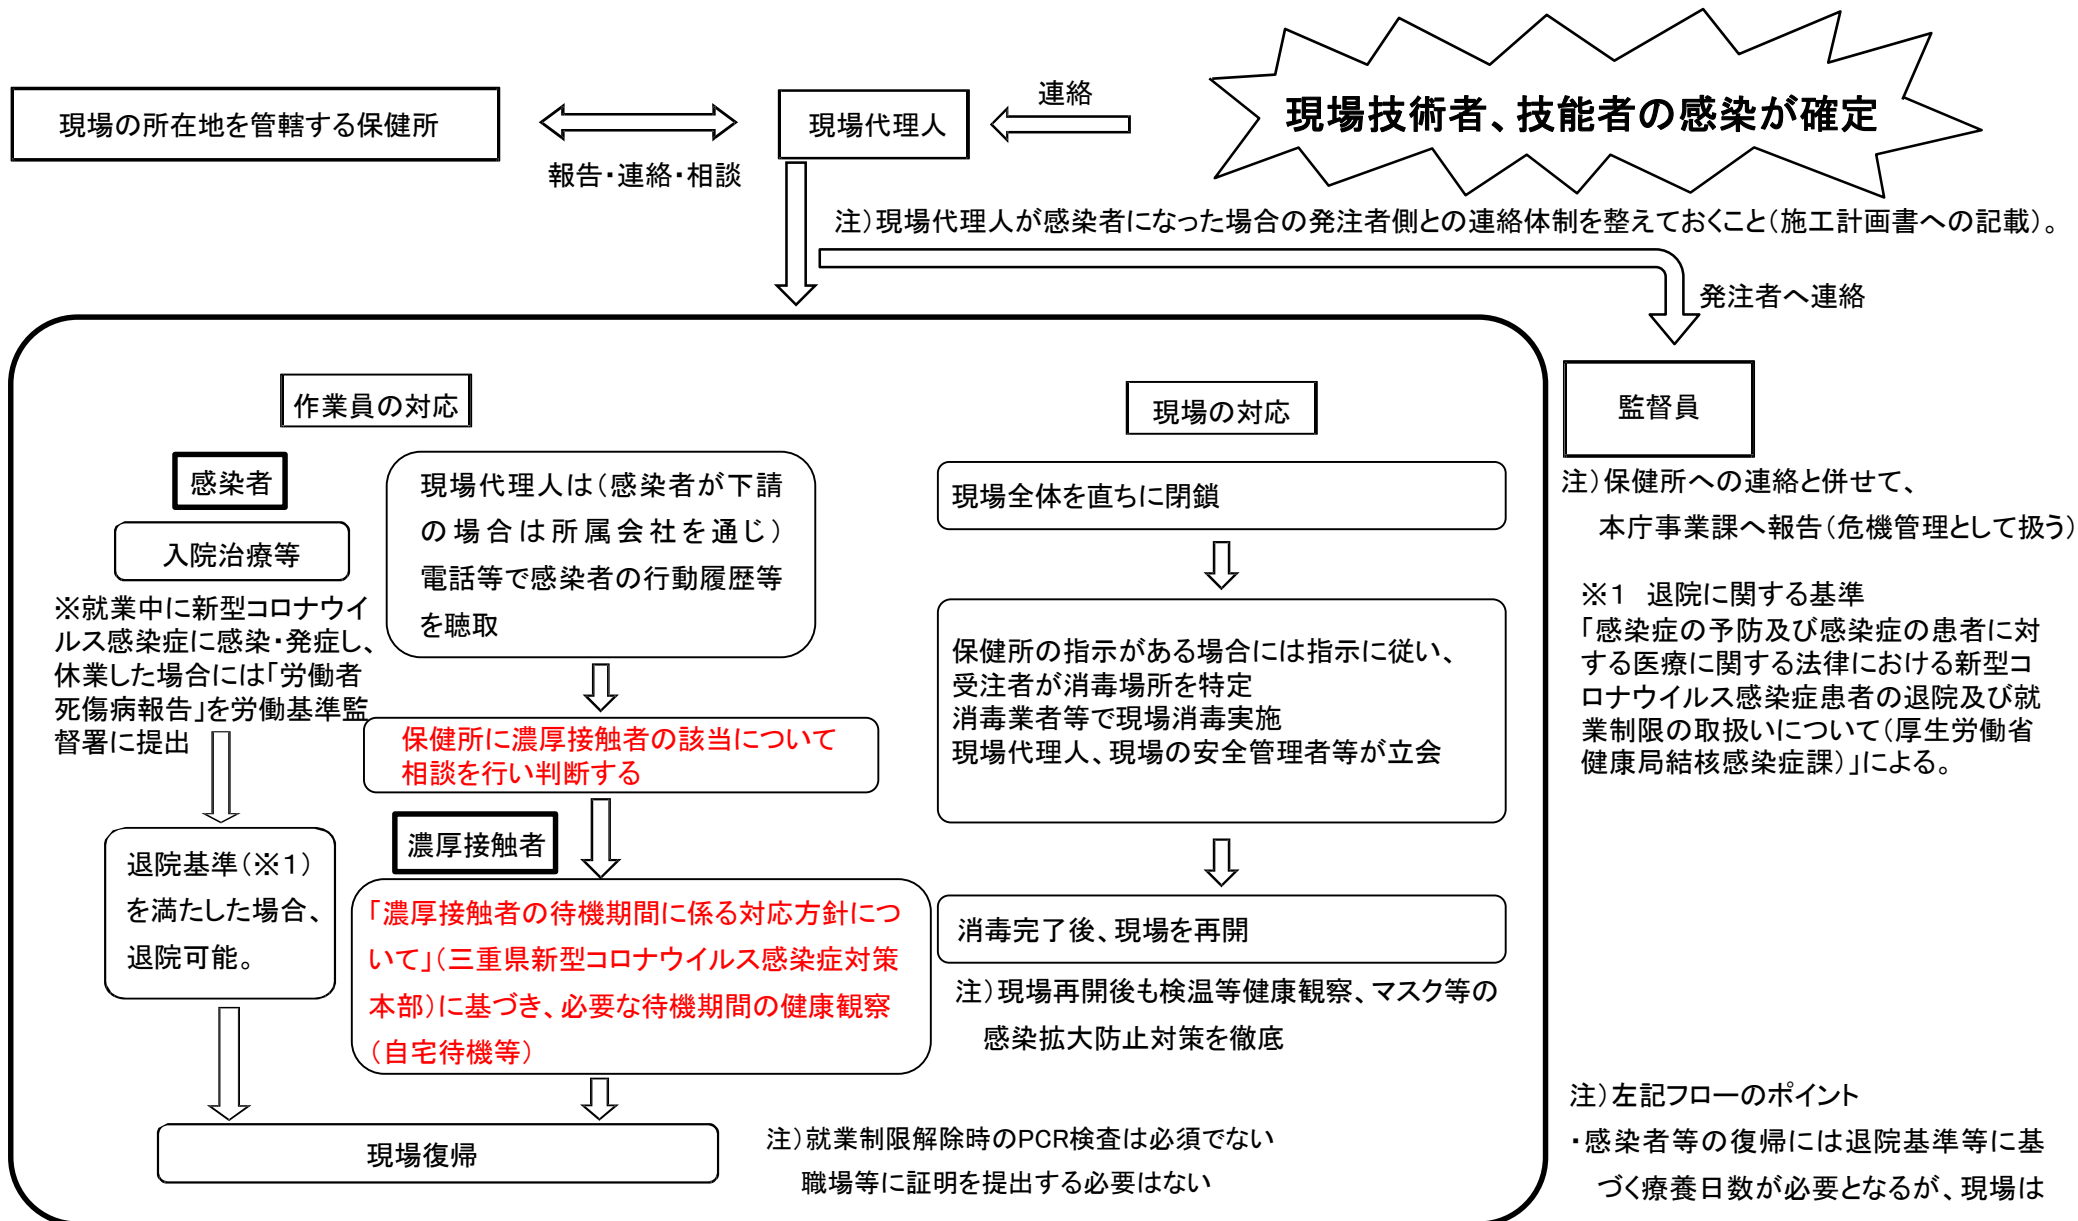 現場技術者、技能者の感染が確定
連絡
現場代理人
報告・連絡・相談
現場の所在地を管轄する保健所
注）現場代理人が感染者になった場合の発注者側との連絡体制を整えておくこと（施工計画書への記載）。
発注者へ連絡
監督員
注）保健所への連絡と併せて、
本庁事業課へ報告（危機管理として扱う）
※１　退院に関する基準
「感染症の予防及び感染症の患者に対
する医療に関する法律における新型コ
ロナウイルス感染症患者の退院及び就
業制限の取扱いについて（厚生労働省
健康局結核感染症課）」による。
作業員の対応
感染者
入院治療等
※就業中に新型コロナウイ
ルス感染症に感染・発症し、
休業した場合には「労働者
死傷病報告」を労働基準監
督署に提出
退院基準（※１）
を満たした場合、
退院可能。
現場代理人は（感染者が下請
の場合は所属会社を通じ）
電話等で感染者の行動履歴等
を聴取
保健所に濃厚接触者の該当について
相談を行い判断する
濃厚接触者
「濃厚接触者の待機期間に係る対応方針につ
いて」（三重県新型コロナウイルス感染症対策
本部）に基づき、必要な待機期間の健康観察
（自宅待機等）
現場復帰
注）就業制限解除時のPCR検査は必須でない
職場等に証明を提出する必要はない
現場の対応
現場全体を直ちに閉鎖
保健所の指示がある場合には指示に従い、
受注者が消毒場所を特定
消毒業者等で現場消毒実施
現場代理人、現場の安全管理者等が立会
消毒完了後、現場を再開
注）現場再開後も検温等健康観察、マスク等の
感染拡大防止対策を徹底
注）左記フローのポイント
・感染者等の復帰には退院基準等に基
づく療養日数が必要となるが、現場は